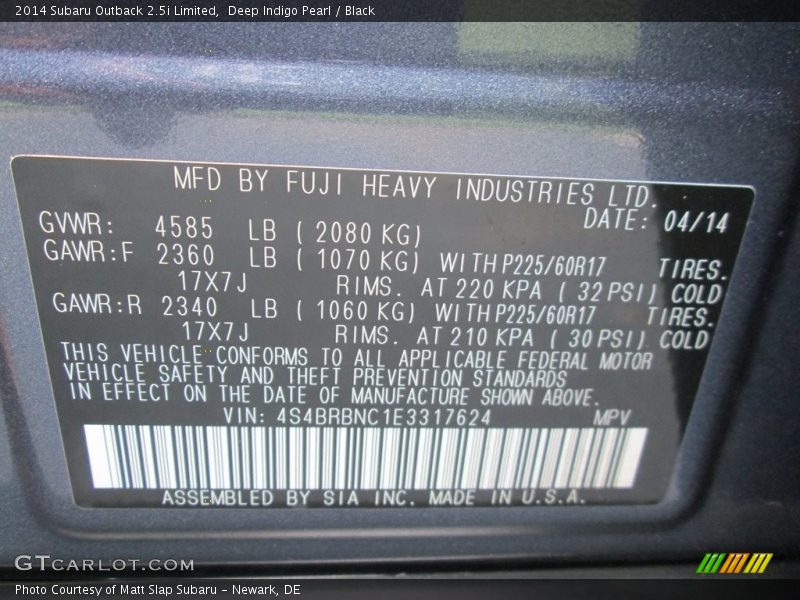 2014 Subaru Outback 2.5i Limited, Deep Indigo Pearl / Black
MFD BY FUJI HEAVY INDUSTRIES LTD.
DATE: 04/14
GVWR: 4585 LB ( 2080 KG)
GAWR:F 2360 LB ( 1070 KG) WITH P225/60R17 TIRES.
17X7J RIMS. AT 220 KPA ( 32 PSI) COLD
GAWR:R 2340 LB ( 1060 KG) WITH P225/60R17 TIRES.
17X7J RIMS. AT 210 KPA ( 30 PSI) COLD
THIS VEHICLE CONFORMS TO ALL APPLICABLE FEDERAL MOTOR
VEHICLE SAFETY AND THEFT PREVENTION STANDARDS
IN EFFECT ON THE DATE OF MANUFACTURE SHOWN ABOVE.
VIN: 4S4BRBNC1E3317624 MPV
ASSEMBLED BY SIA INC. MADE IN U.S.A.
GTCARLOT.COM
Photo Courtesy of Matt Slap Subaru - Newark, DE